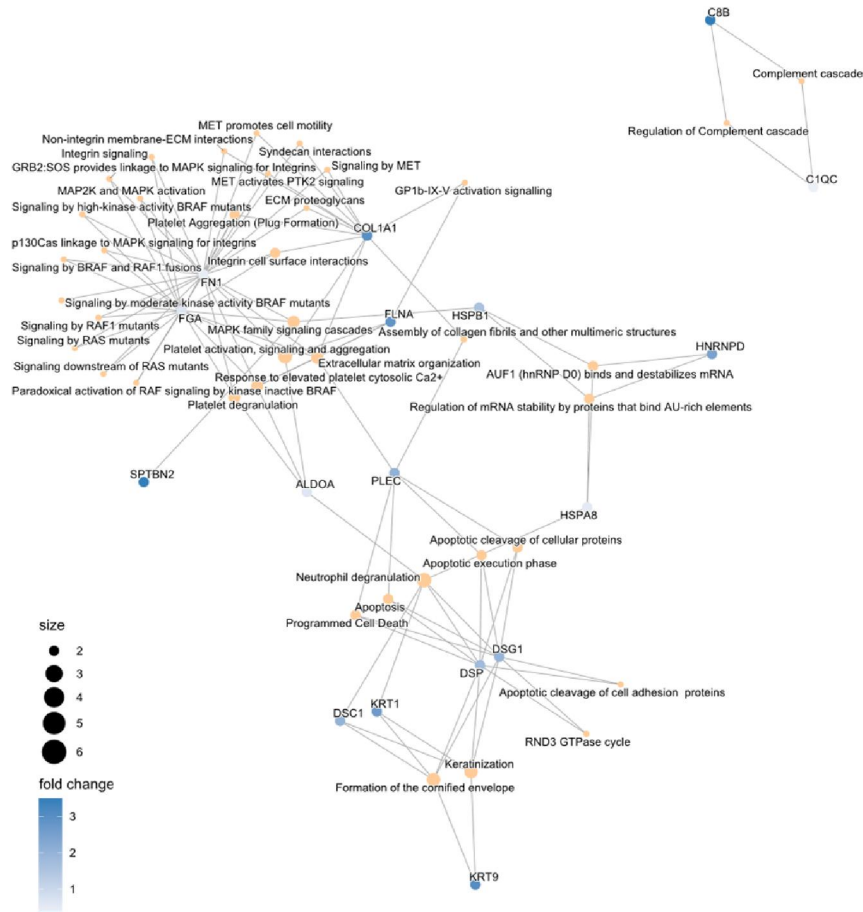 C8B
Complement cascade
Regulation of Complement cascade
C1QC
MET promotes cell motility
Non-integrin membrane-ECM interactions
Syndecan interactions
Integrin signaling
GRB2:SOS provides linkage to MAPK signaling for Integrins
Signaling by MET
MET activates PTK2 signaling
MAP2K and MAPK activation
GP1b-IX-V activation signalling
ECM proteoglycans
Signaling by high-kinase activity BRAF mutants
Platelet Aggregation (Plug Formation)
COL1A1
p130Cas linkage to MAPK signaling for integrins
Integrin cell surface interactions
Signaling by BRAF and RAF1 fusions
FN1
Signaling by moderate kinase activity BRAF mutants
FGA
FLNA
HSPB1
Signaling by RAF1 mutants
MAPK family signaling cascades
Assembly of collagen fibrils and other multimeric structures
Signaling by RAS mutants
Platelet activation, signaling and aggregation
HNRNPD
Extracellular matrix organization
Signaling downstream of RAS mutants
AUF1 (hnRNP D0) binds and destabilizes mRNA
Response to elevated platelet cytosolic Ca2+
Paradoxical activation of RAF signaling by kinase inactive BRAF
Platelet degranulation
Regulation of mRNA stability by proteins that bind AU-rich elements
SPTBN2
ALDOA
PLEC
HSPA8
Apoptotic cleavage of cellular proteins
Apoptotic execution phase
Neutrophil degranulation
Apoptosis
Programmed Cell Death
DSG1
DSP
Apoptotic cleavage of cell adhesion proteins
KRT1
DSC1
RND3 GTPase cycle
Keratinization
Formation of the cornified envelope
KRT9
size
2
3
4
5
6
fold change
3
2
1